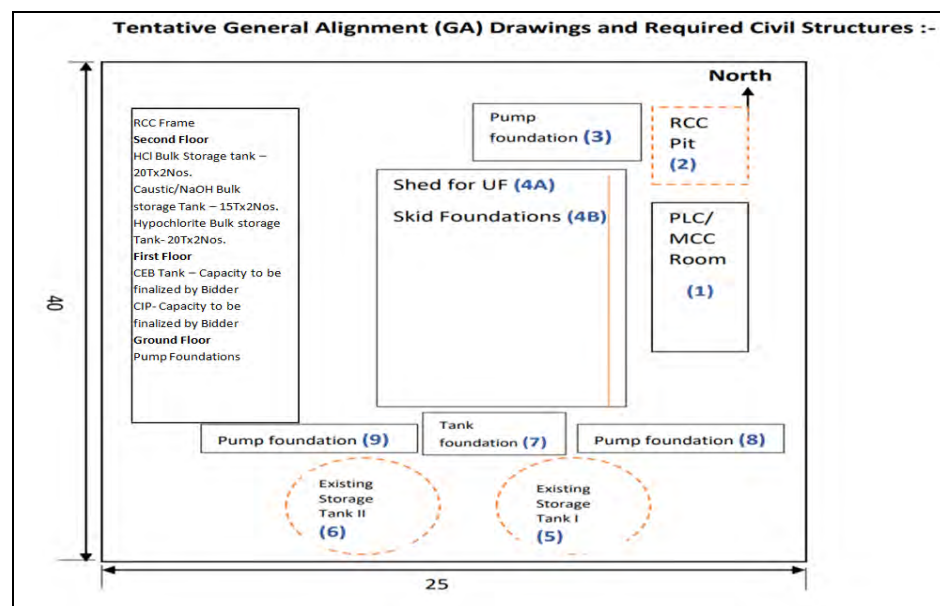 Tentative General Alignment (GA) Drawings and Required Civil Structures :-
North
RCC Frame
Second Floor
HCl Bulk Storage tank –
20Tx2Nos.
Caustic/NaOH Bulk
storage Tank – 15Tx2Nos.
Hypochlorite Bulk storage
Tank- 20Tx2Nos.
First Floor
CEB Tank – Capacity to be
finalized by Bidder
CIP- Capacity to be
finalized by Bidder
Ground Floor
Pump Foundations
Pump
foundation (3)
RCC
Pit
(2)
Shed for UF (4A)
Skid Foundations (4B)
PLC/
MCC
Room
(1)
40
Pump foundation (9)
Tank
foundation (7)
Pump foundation (8)
Existing
Storage
Tank II
(6)
Existing
Storage
Tank I
(5)
25